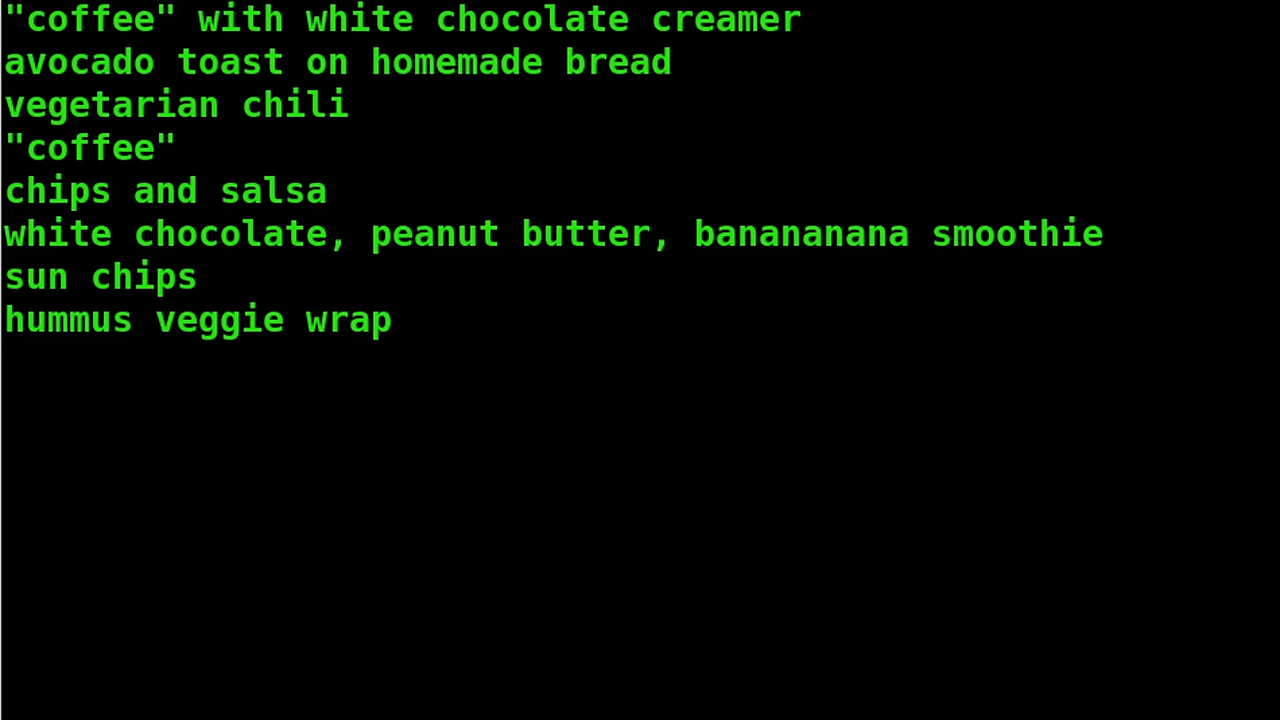 "coffee" with white chocolate creamer
avocado toast on homemade bread
vegetarian chili
"coffee"
chips and salsa
white chocolate, peanut butter, banananana smoothie
sun chips
hummus veggie wrap